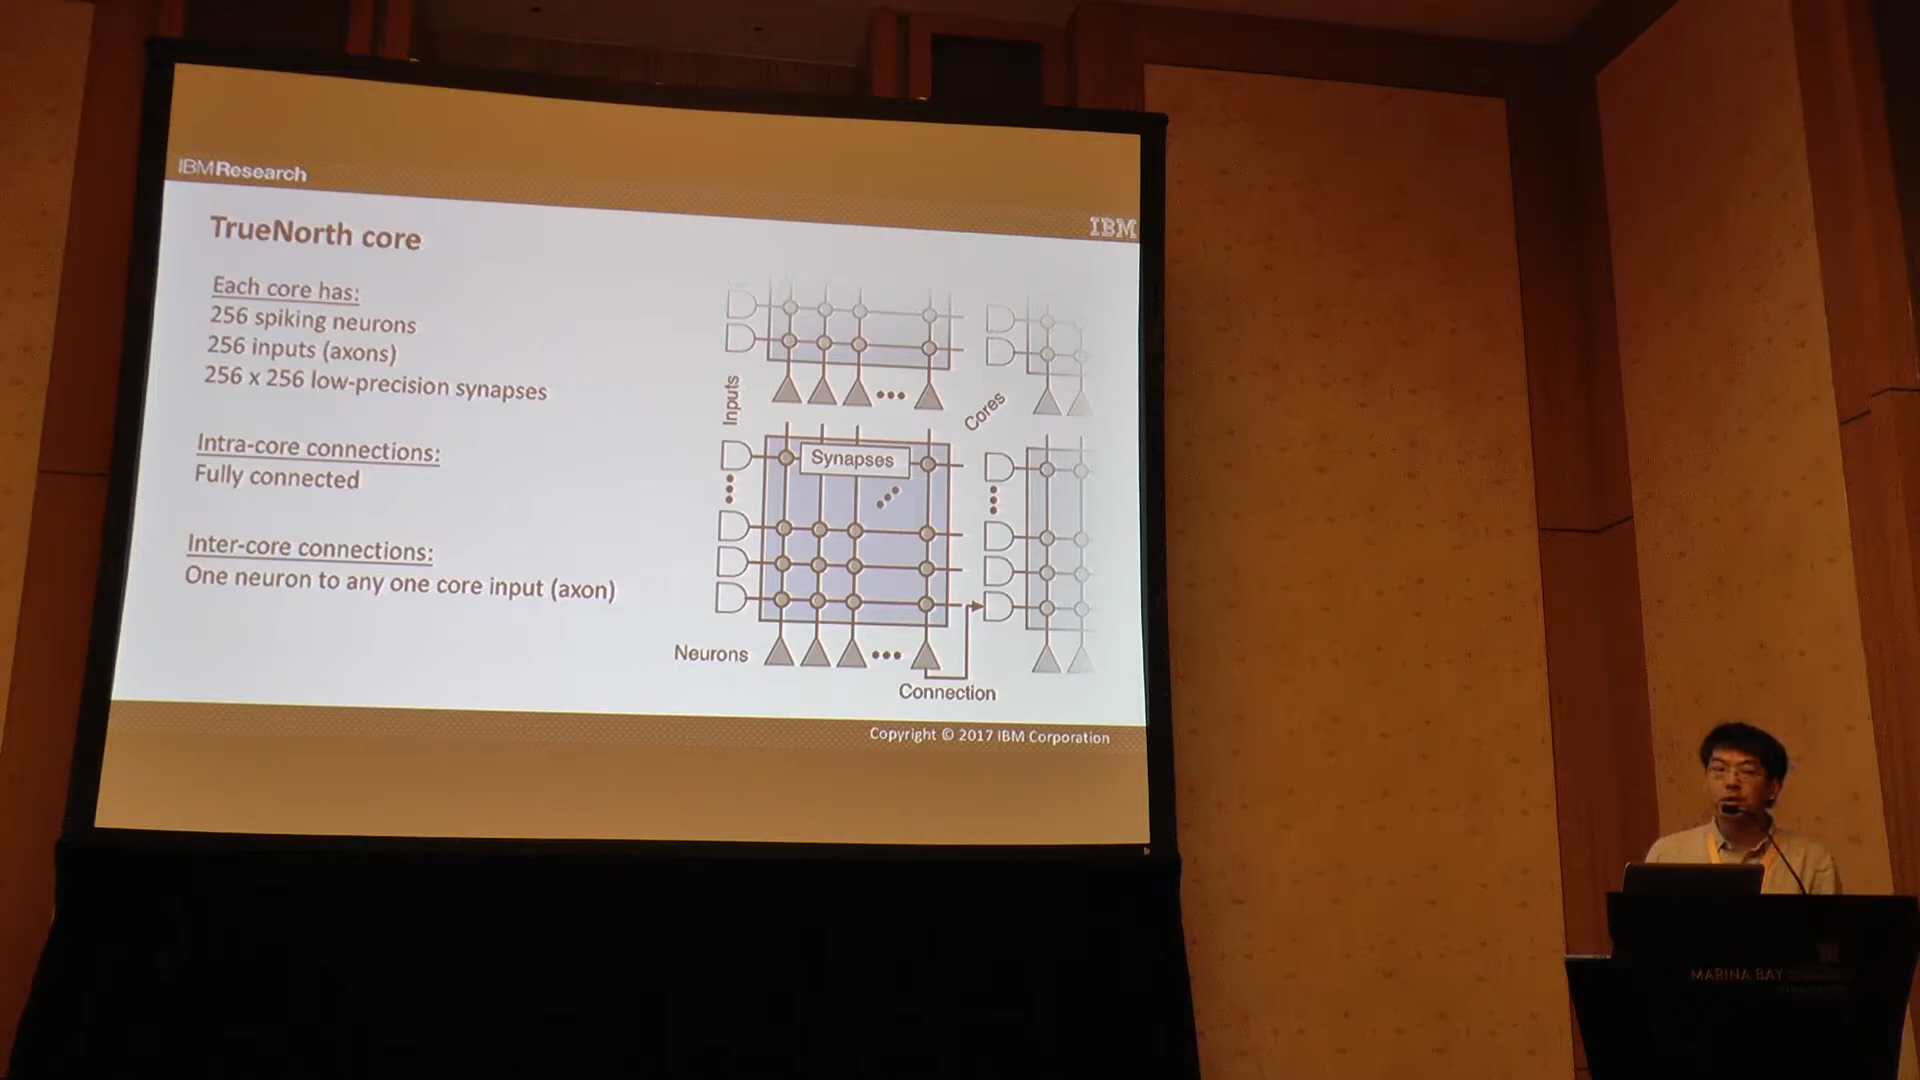 IBM Research
IBM
TrueNorth core
Each core has:
256 spiking neurons
256 inputs (axons)
256 x 256 low-precision synapses
Intra-core connections:
Fully connected
Inter-core connections:
One neuron to any one core input (axon)
Inputs
Cores
Synapses
Neurons
Connection
Copyright © 2017 IBM Corporation
MARINA BAY